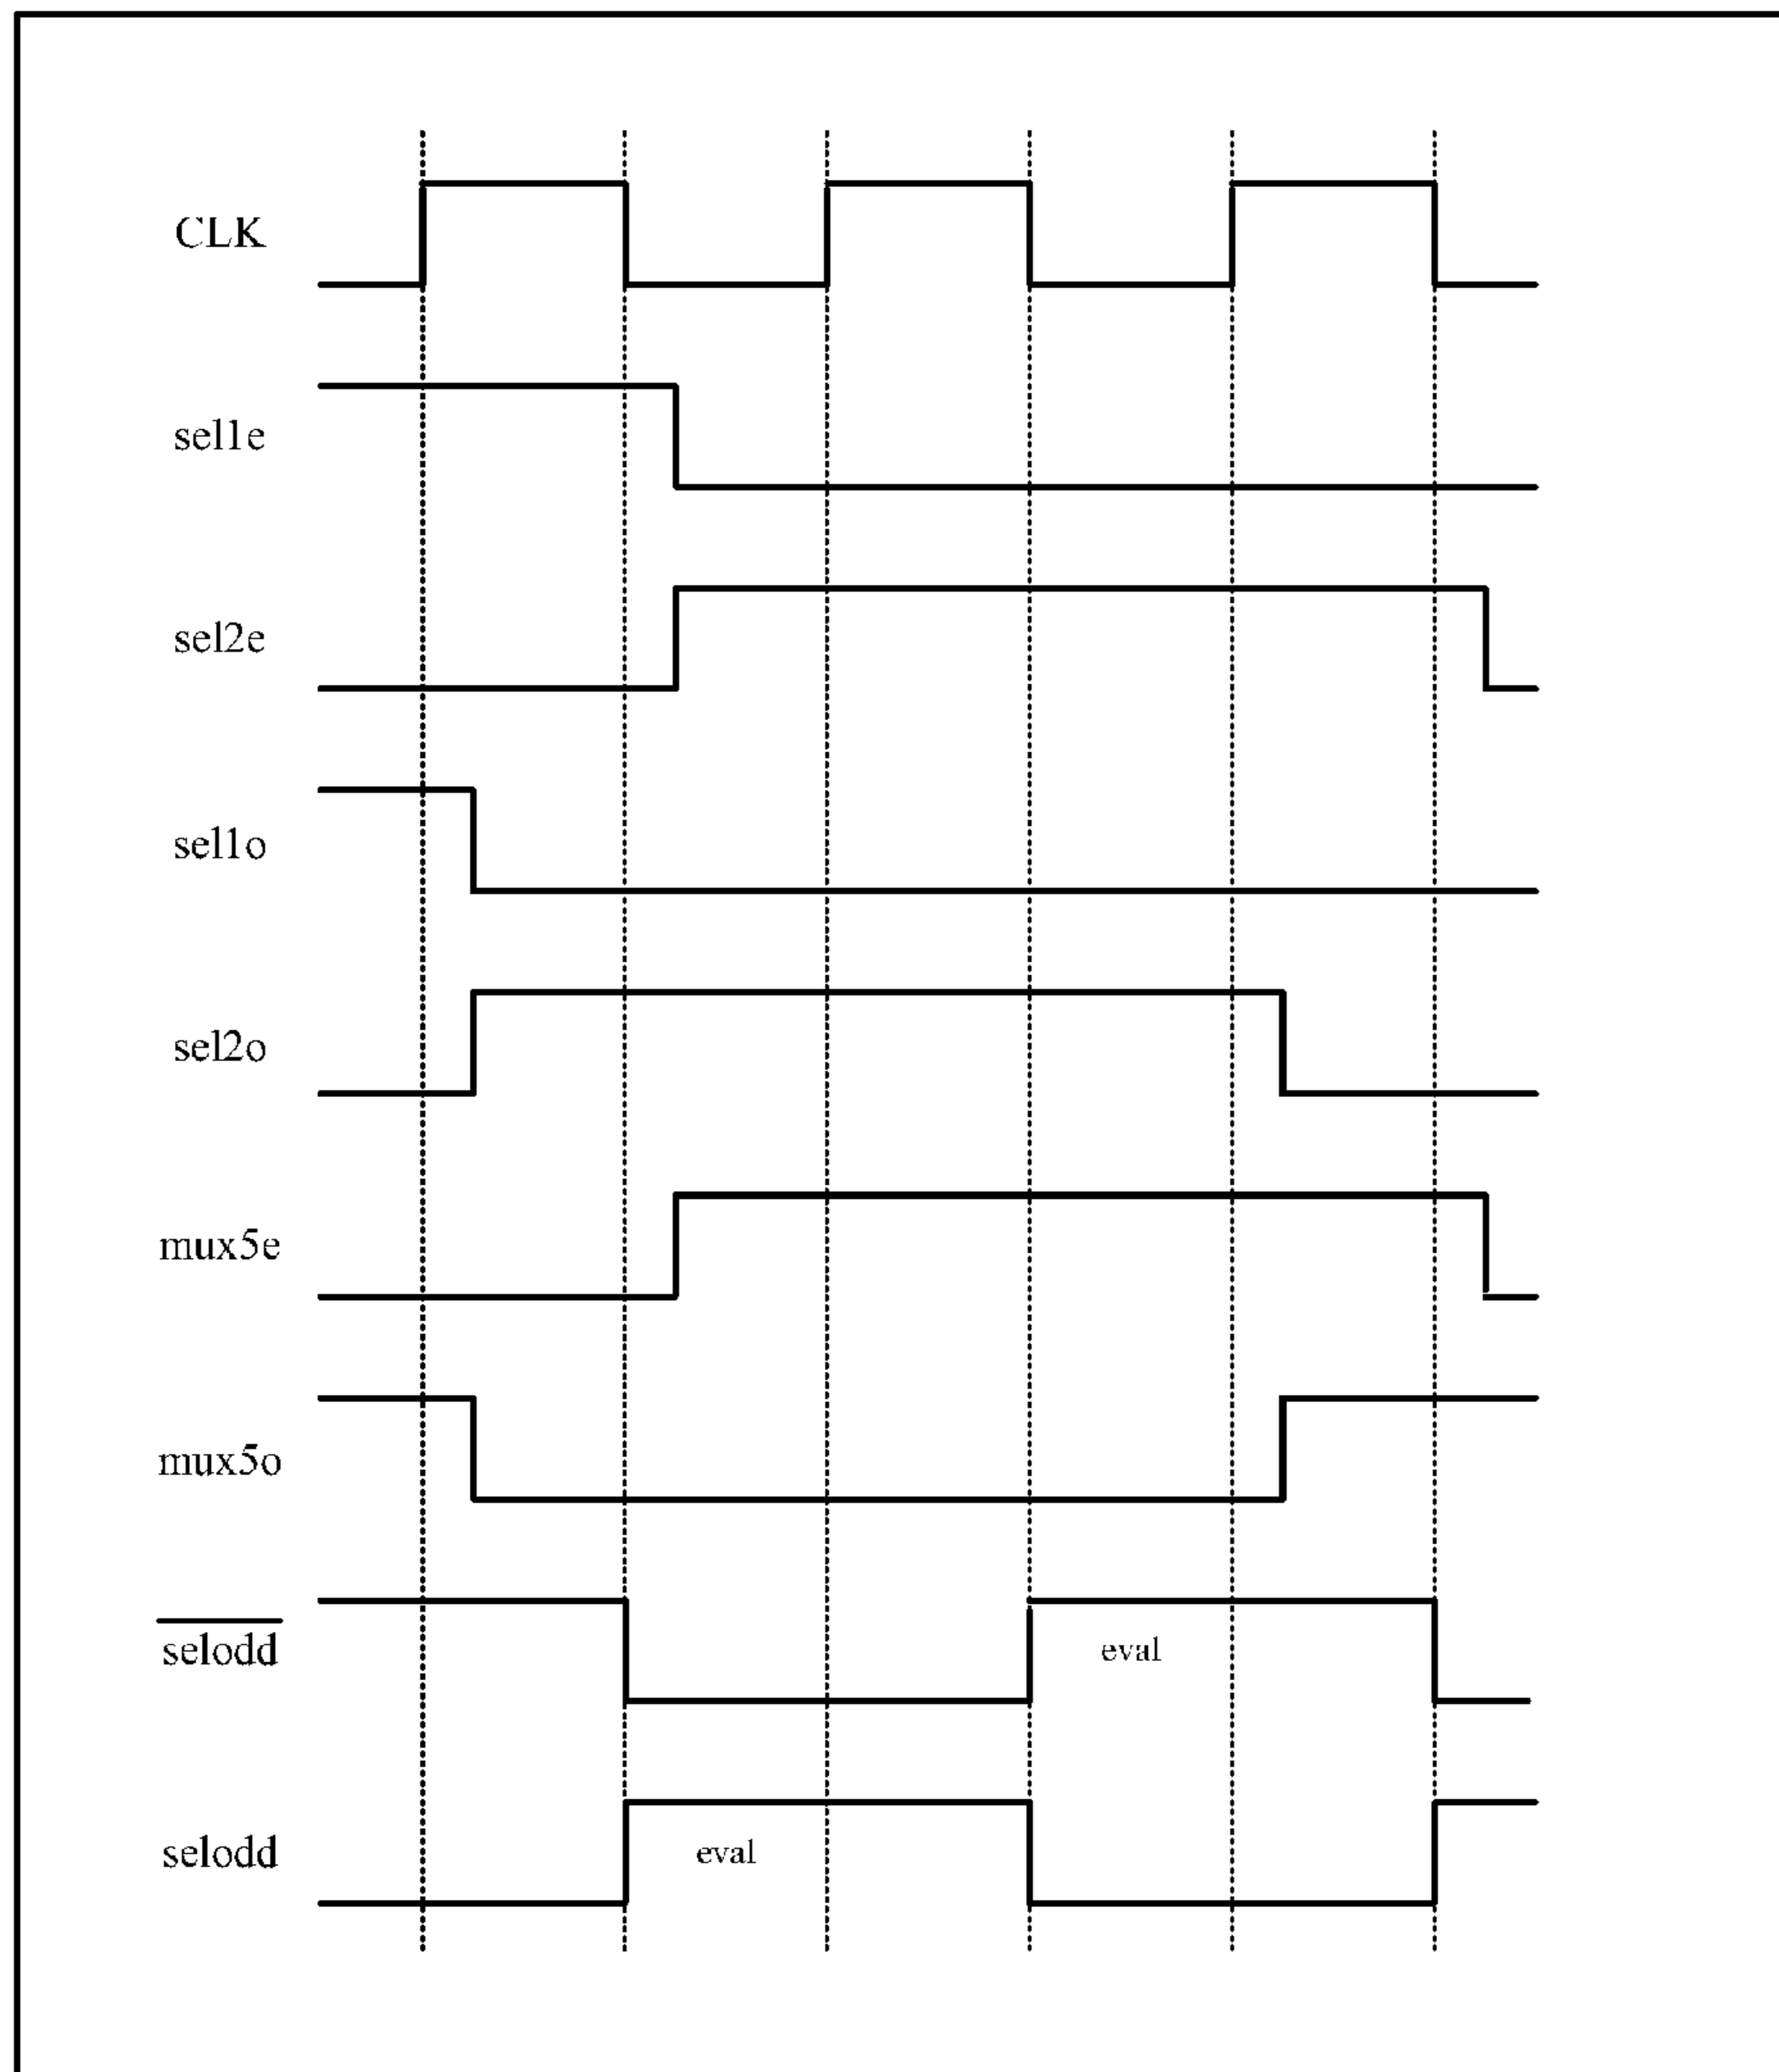 CLK
sel1e
sel2e
sel1o
sel2o
mux5e
mux5o
selodd
eval
selodd
eval